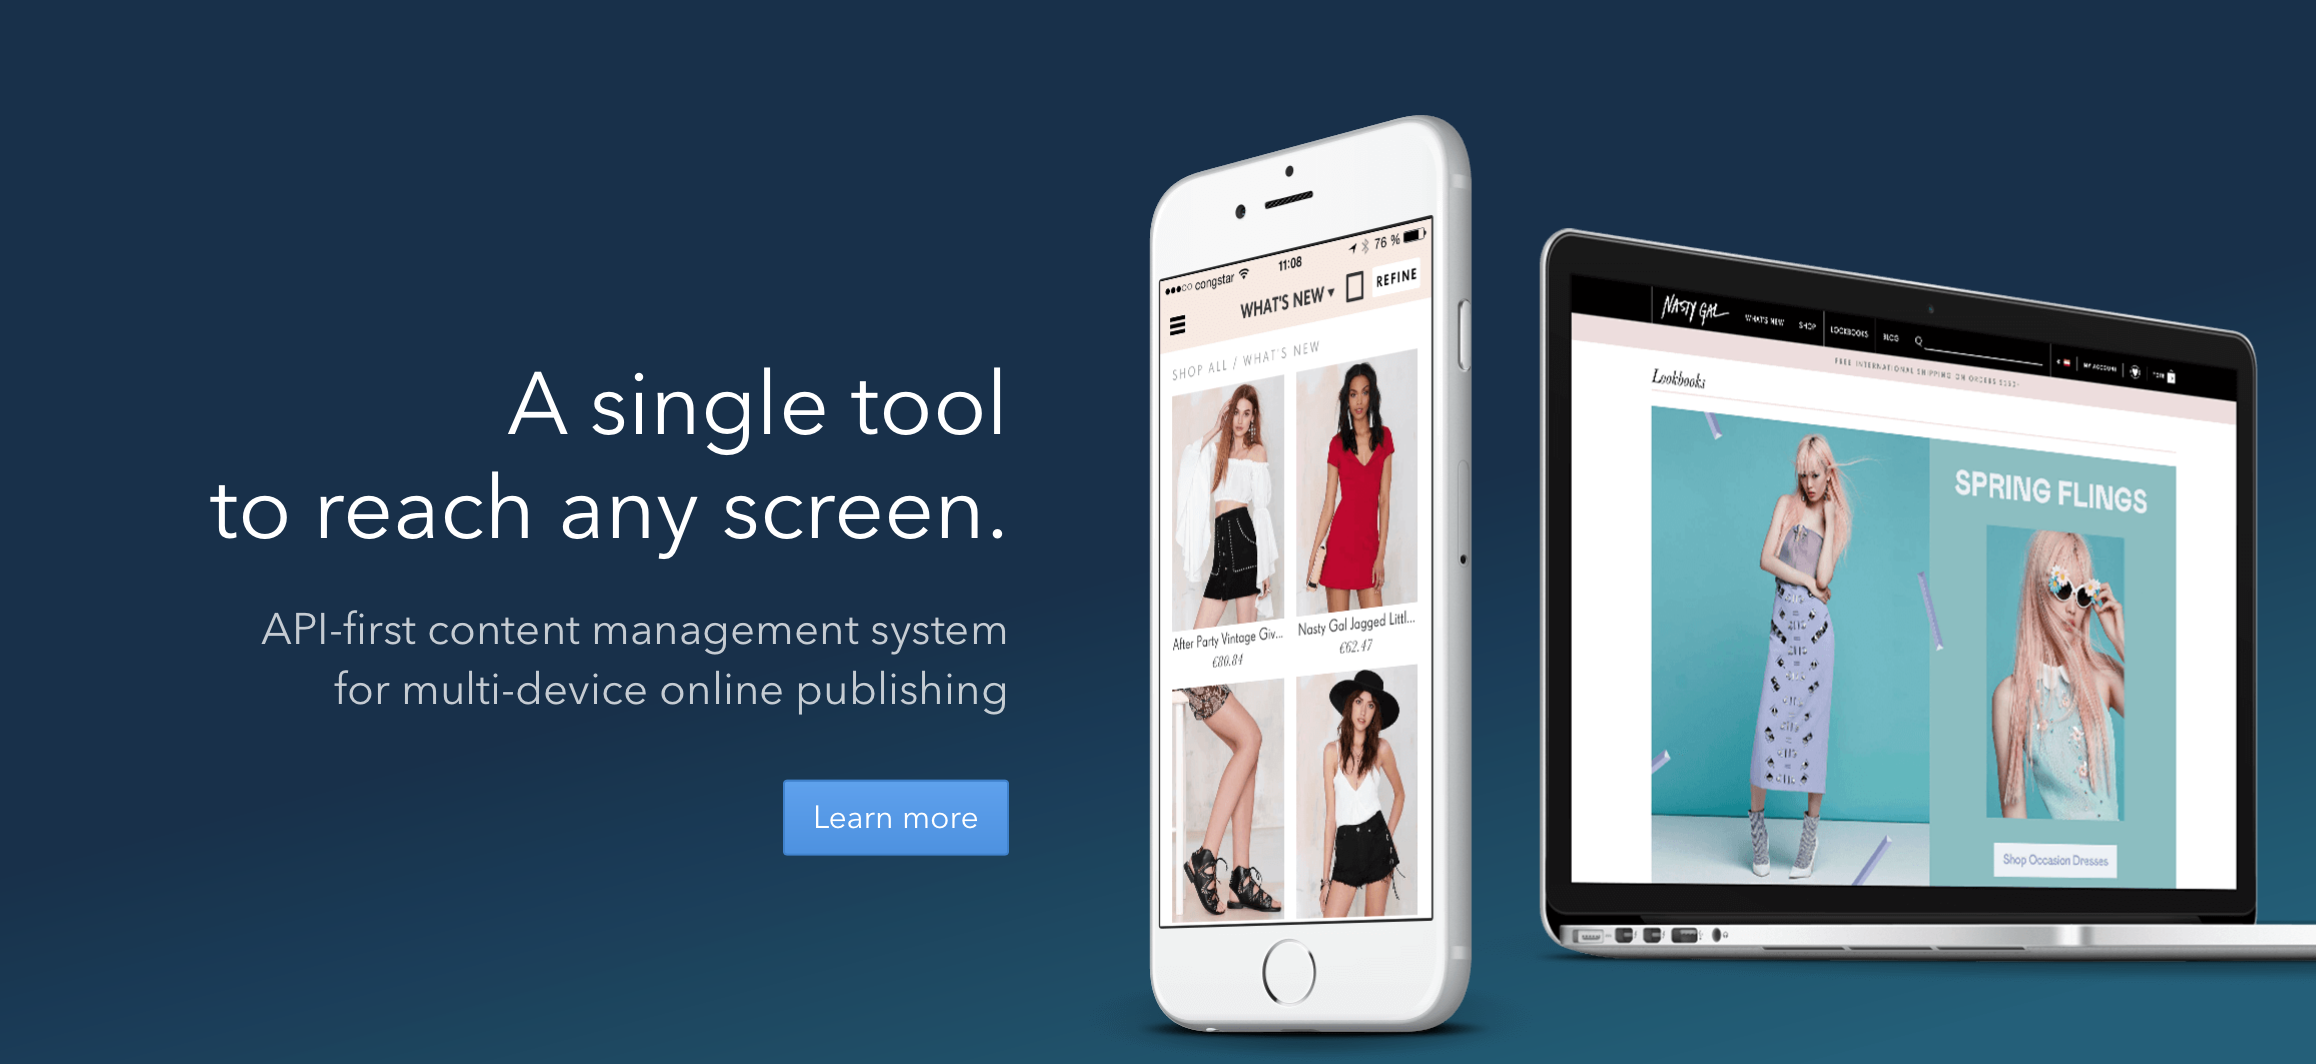 A single tool
to reach any screen.
API-first content management system
for multi-device online publishing
Learn more
congstar 11:08 76 %
WHAT'S NEW REFINE
SHOP ALL / WHAT'S NEW
After Party Vintage Giv...
€80.84
Nasty Gal Jagged Littl...
€62.47
NASTY GAL WHAT'S NEW SHOP LOOKBOOKS BLOG MY ACCOUNT
FREE INTERNATIONAL SHIPPING ON ORDERS
Lookbooks
SPRING FLINGS
Shop Occasion Dresses